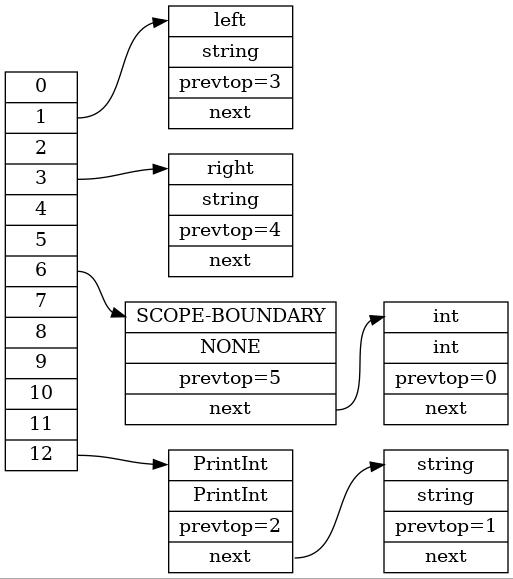 0
1
2
3
4
5
6
7
8
9
10
11
12
left
string
prevtop=3
next
right
string
prevtop=4
next
SCOPE-BOUNDARY
NONE
prevtop=5
next
int
int
prevtop=0
next
PrintInt
PrintInt
prevtop=2
next
string
string
prevtop=1
next